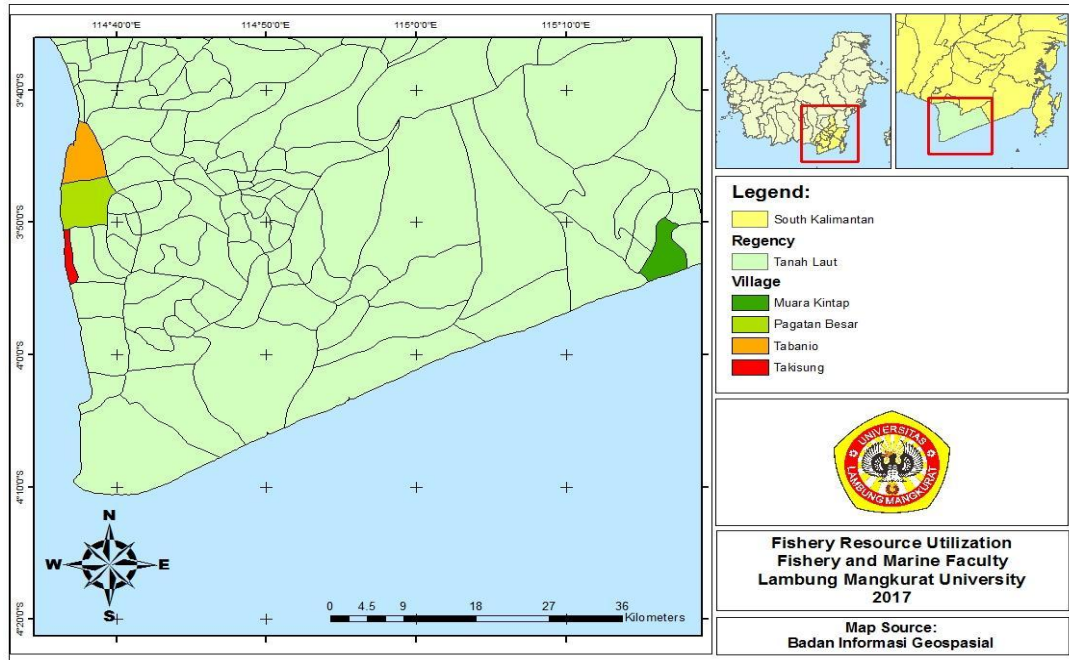 114°40'0"E
114°50'0"E
115°0'0"E
115°10'0"E
3°40'0"S
3°50'0"S
4°0'0"S
4°10'0"S
4°20'0"S
N
W
E
S
0 4.5 9 18 27 36
Kilometers
Legend:
South Kalimantan
Regency
Tanah Laut
Village
Muara Kintap
Pagatan Besar
Tabanio
Takisung
UNIVERSITAS
LAMBUNG MANGKURAT
Fishery Resource Utilization
Fishery and Marine Faculty
Lambung Mangkurat University
2017
Map Source:
Badan Informasi Geospasial